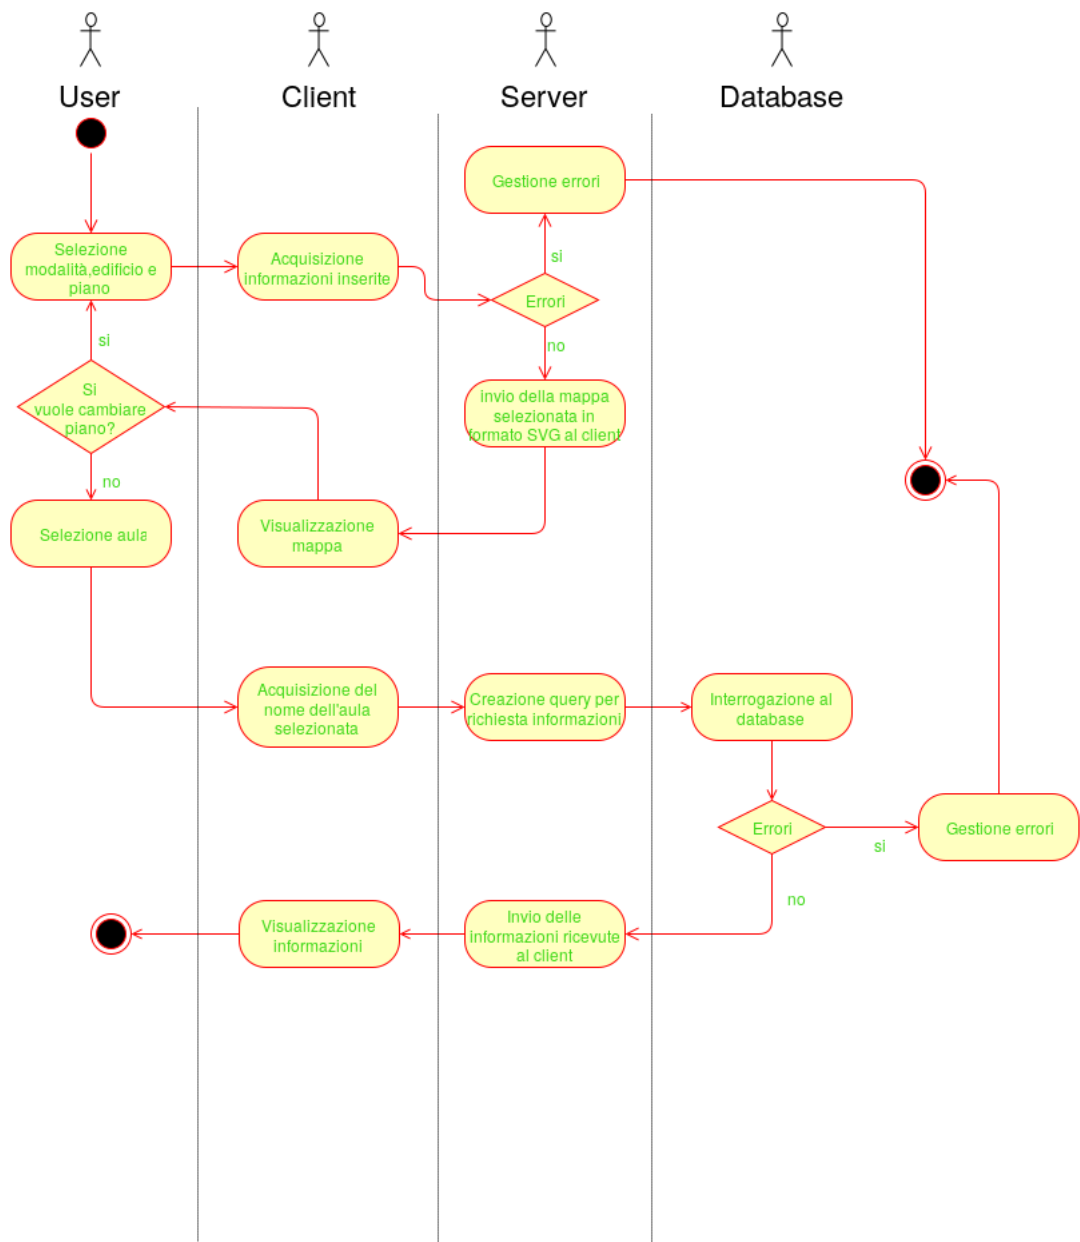 User
Client
Server
Database
Gestione errori
Selezione
modalità,edificio e
piano
Acquisizione
informazioni inserite
si
Errori
si
no
Si
vuole cambiare
piano?
invio della mappa
selezionata in
formato SVG al client
no
Selezione aula
Visualizzazione
mappa
Acquisizione del
nome dell'aula
selezionata
Creazione query per
richiesta informazioni
Interrogazione al
database
Errori
si
Gestione errori
no
Visualizzazione
informazioni
Invio delle
informazioni ricevute
al client